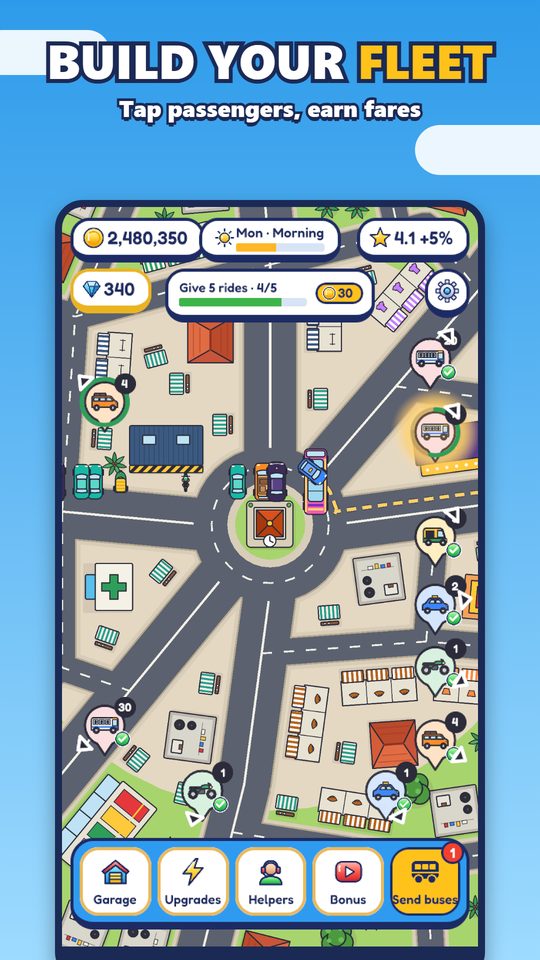 BUILD YOUR FLEET
Tap passengers, earn fares
2,480,350
Mon · Morning
4.1 +5%
340
Give 5 rides · 4/5
30
4
2
1
4
30
1
1
Garage
Upgrades
Helpers
Bonus
Send buses
1